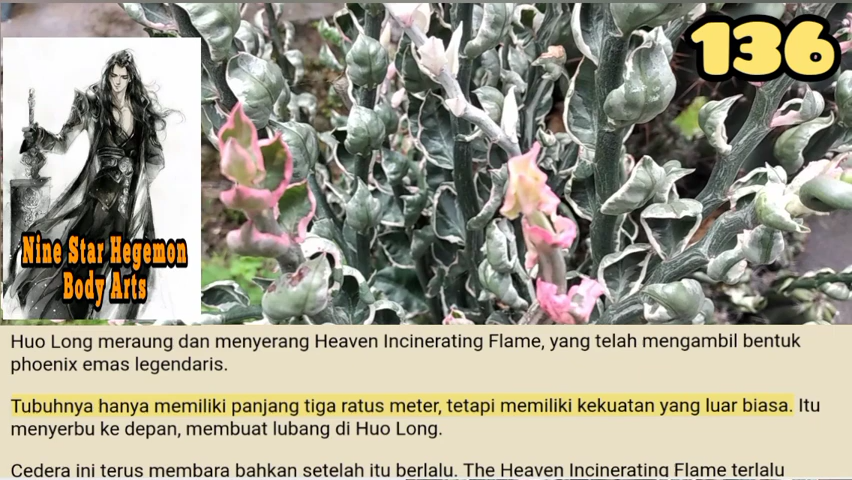 136
Nine Star Hegemon
Body Arts
Huo Long meraung dan menyerang Heaven Incinerating Flame, yang telah mengambil bentuk
phoenix emas legendaris.
Tubuhnya hanya memiliki panjang tiga ratus meter, tetapi memiliki kekuatan yang luar biasa. Itu
menyerbu ke depan, membuat lubang di Huo Long.
Cedera ini terus membara bahkan setelah itu berlalu. The Heaven Incinerating Flame terlalu